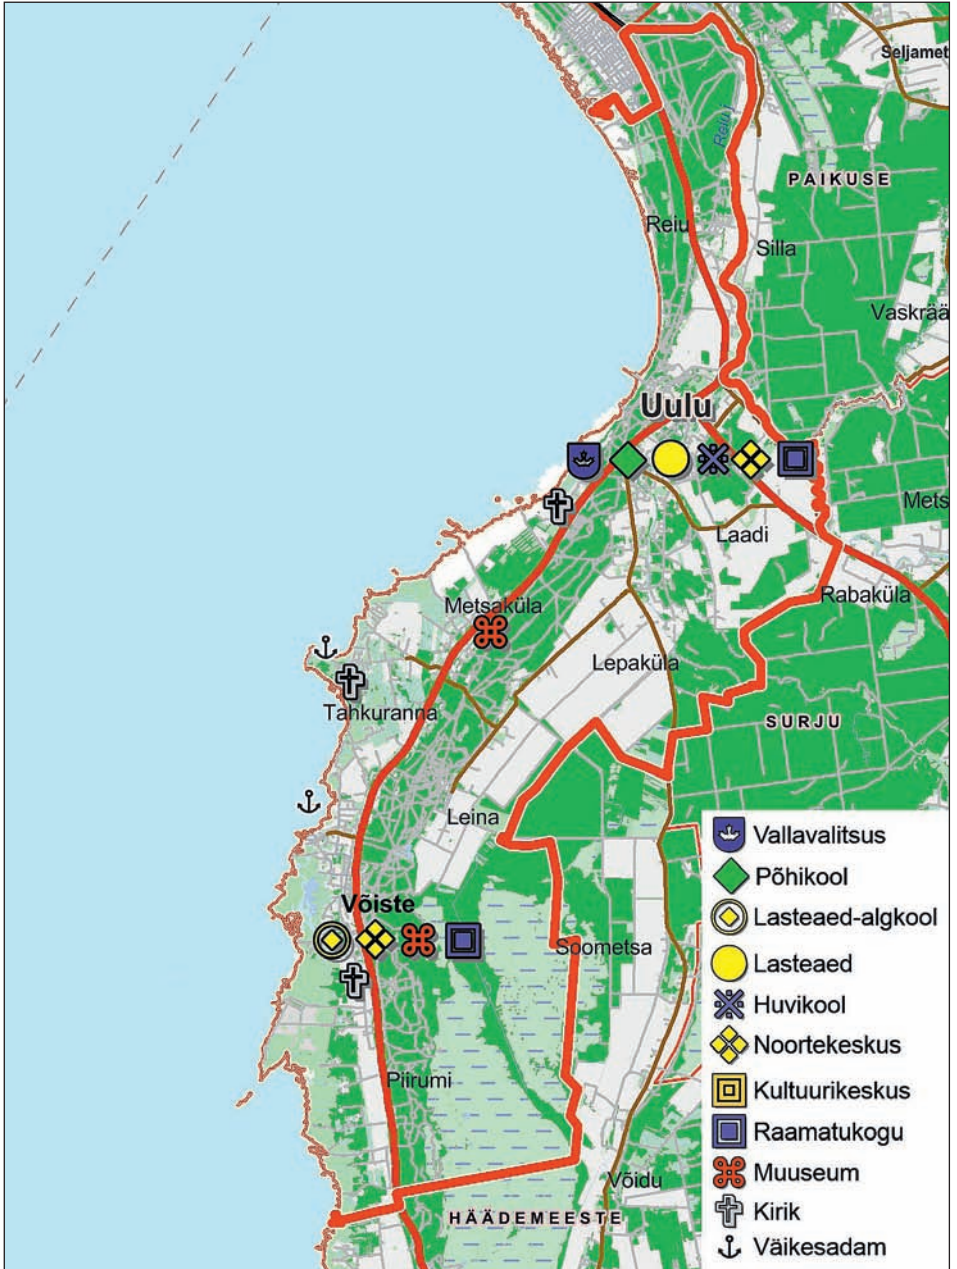 Seljamet
Reiu j
PAIKUSE
Reiu
Silla
Vaskrää
Uulu
Mets
Laadi
Metsaküla
Rabaküla
Lepaküla
Tahkuranna
SURJU
Leina
Vallavalitsus
Põhikool
Võiste
Lasteaed-algkool
Soometsa
Lasteaed
Huvikool
Noortekeskus
Piirumi
Kultuurikeskus
Raamatukogu
Muuseum
Võidu
Kirik
HÄÄDEMEESTE
Väikesadam